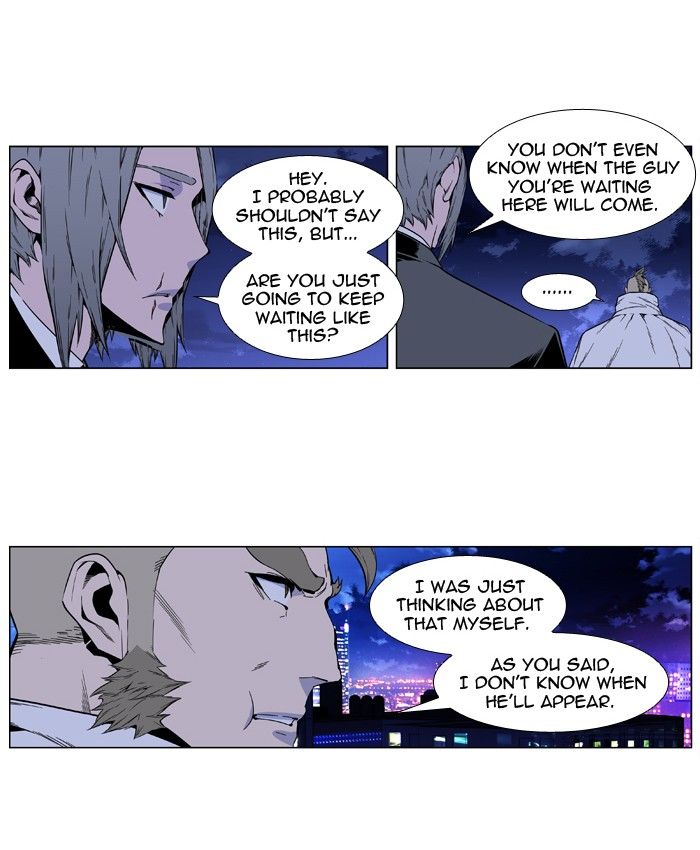 HEY.
I PROBABLY
SHOULDN'T SAY
THIS, BUT...
ARE YOU JUST
GOING TO KEEP
WAITING LIKE
THIS?
YOU DON'T EVEN
KNOW WHEN THE GUY
YOU'RE WAITING
HERE WILL COME.
......
I WAS JUST
THINKING ABOUT
THAT MYSELF.
AS YOU SAID,
I DON'T KNOW WHEN
HE'LL APPEAR.